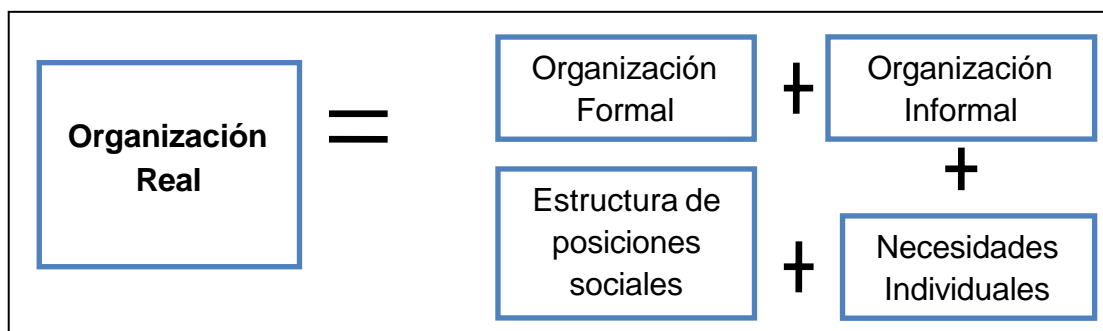 Organización
Real
=
Organización
Formal
+
Organización
Informal
+
Estructura de
posiciones
sociales
+
Necesidades
Individuales